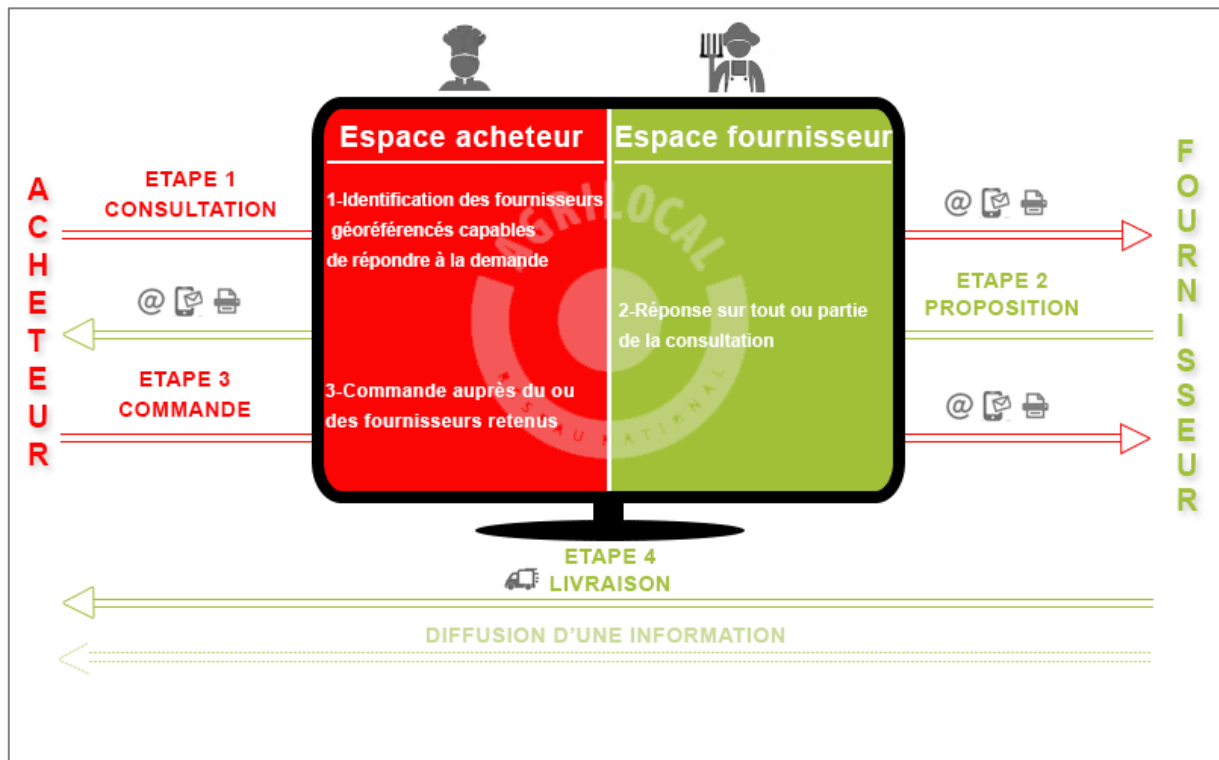 Espace acheteur
Espace fournisseur
ACHETEUR
FOURNISSEUR
ETAPE 1
CONSULTATION
1-Identification des fournisseurs
géoréférencés capables
de répondre à la demande
AGRILOCAL
@
@
ETAPE 2
PROPOSITION
2-Réponse sur tout ou partie
de la consultation
ETAPE 3
COMMANDE
3-Commande auprès du ou
des fournisseurs retenus
@
NATIONAL
ETAPE 4
LIVRAISON
DIFFUSION D'UNE INFORMATION